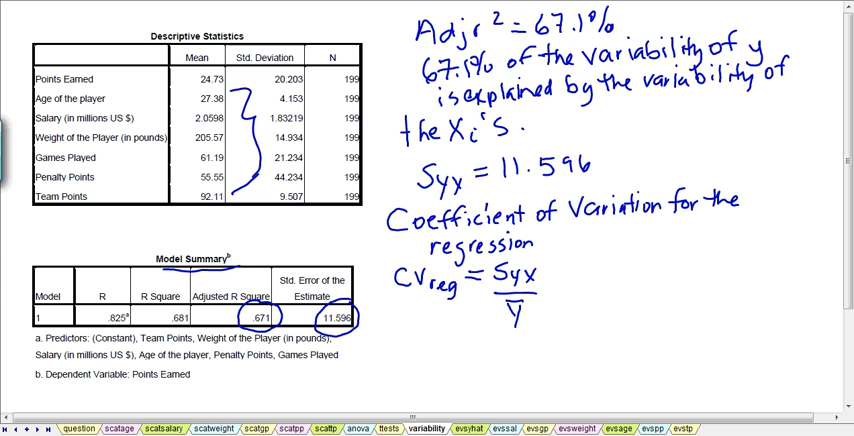 Descriptive Statistics
Mean Std. Deviation N
Points Earned 24.73 20.203 199
Age of the player 27.38 4.153 199
Salary (in millions US $) 2.0598 1.83219 199
Weight of the Player (in pounds) 205.57 14.934 199
Games Played 61.19 21.234 199
Penalty Points 55.55 44.234 199
Team Points 92.11 9.507 199
Model Summaryb
Model R R Square Adjusted R Square Std. Error of the Estimate
1 .825a .681 .671 11.596
a. Predictors: (Constant), Team Points, Weight of the Player (in pounds),
Salary (in millions US $), Age of the player, Penalty Points, Games Played
b. Dependent Variable: Points Earned
Adj r2 = 67.1%
67.1% of the variability of y
is explained by the variability of
the Xi's.
Syx = 11.596
Coefficient of Variation for the
regression
CVreg = Syx
Y̅
question scatage scatsalary scatweight scatgp scatpp scattp anova ttests variability evsyhat evssal evsgp evsweight evsage evspp evstp